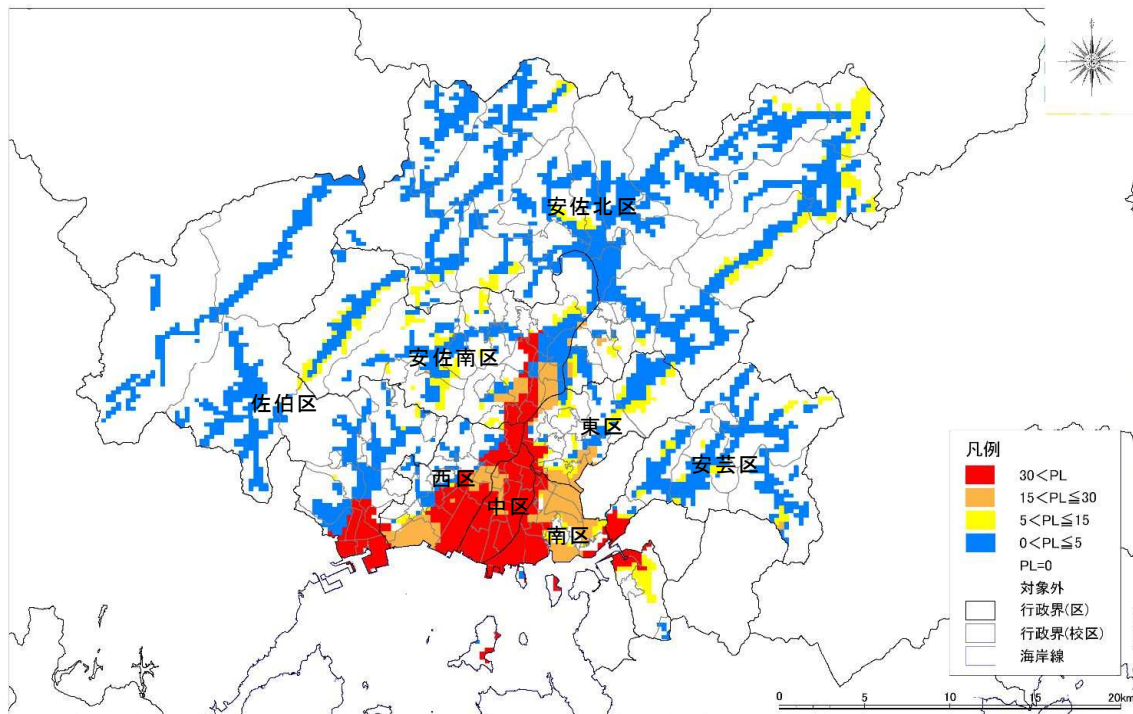 安佐北区
安佐南区
佐伯区
東区
安芸区
西区
中区
南区
凡例
30<PL
15<PL≦30
5<PL≦15
0<PL≦5
PL=0
対象外
行政界(区)
行政界(校区)
海岸線
0 5 10 15 20km